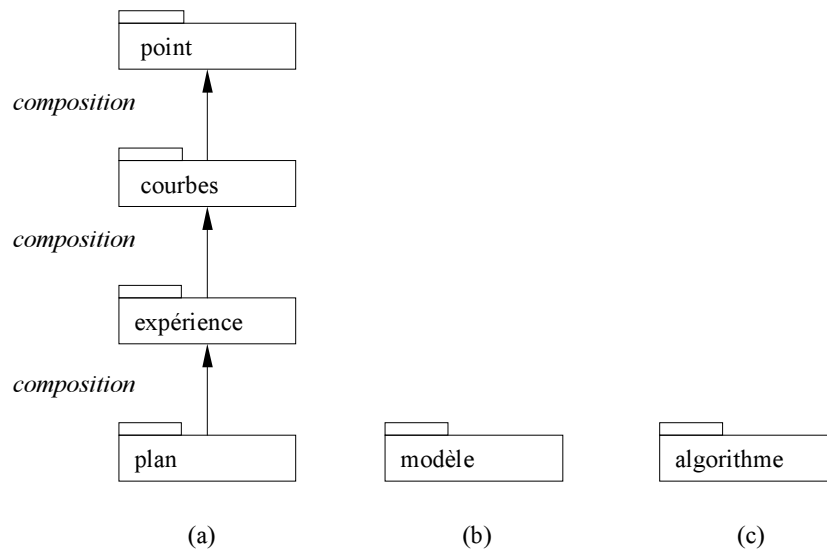 point
composition
courbes
composition
expérience
composition
plan
modèle
algorithme
(a)
(b)
(c)